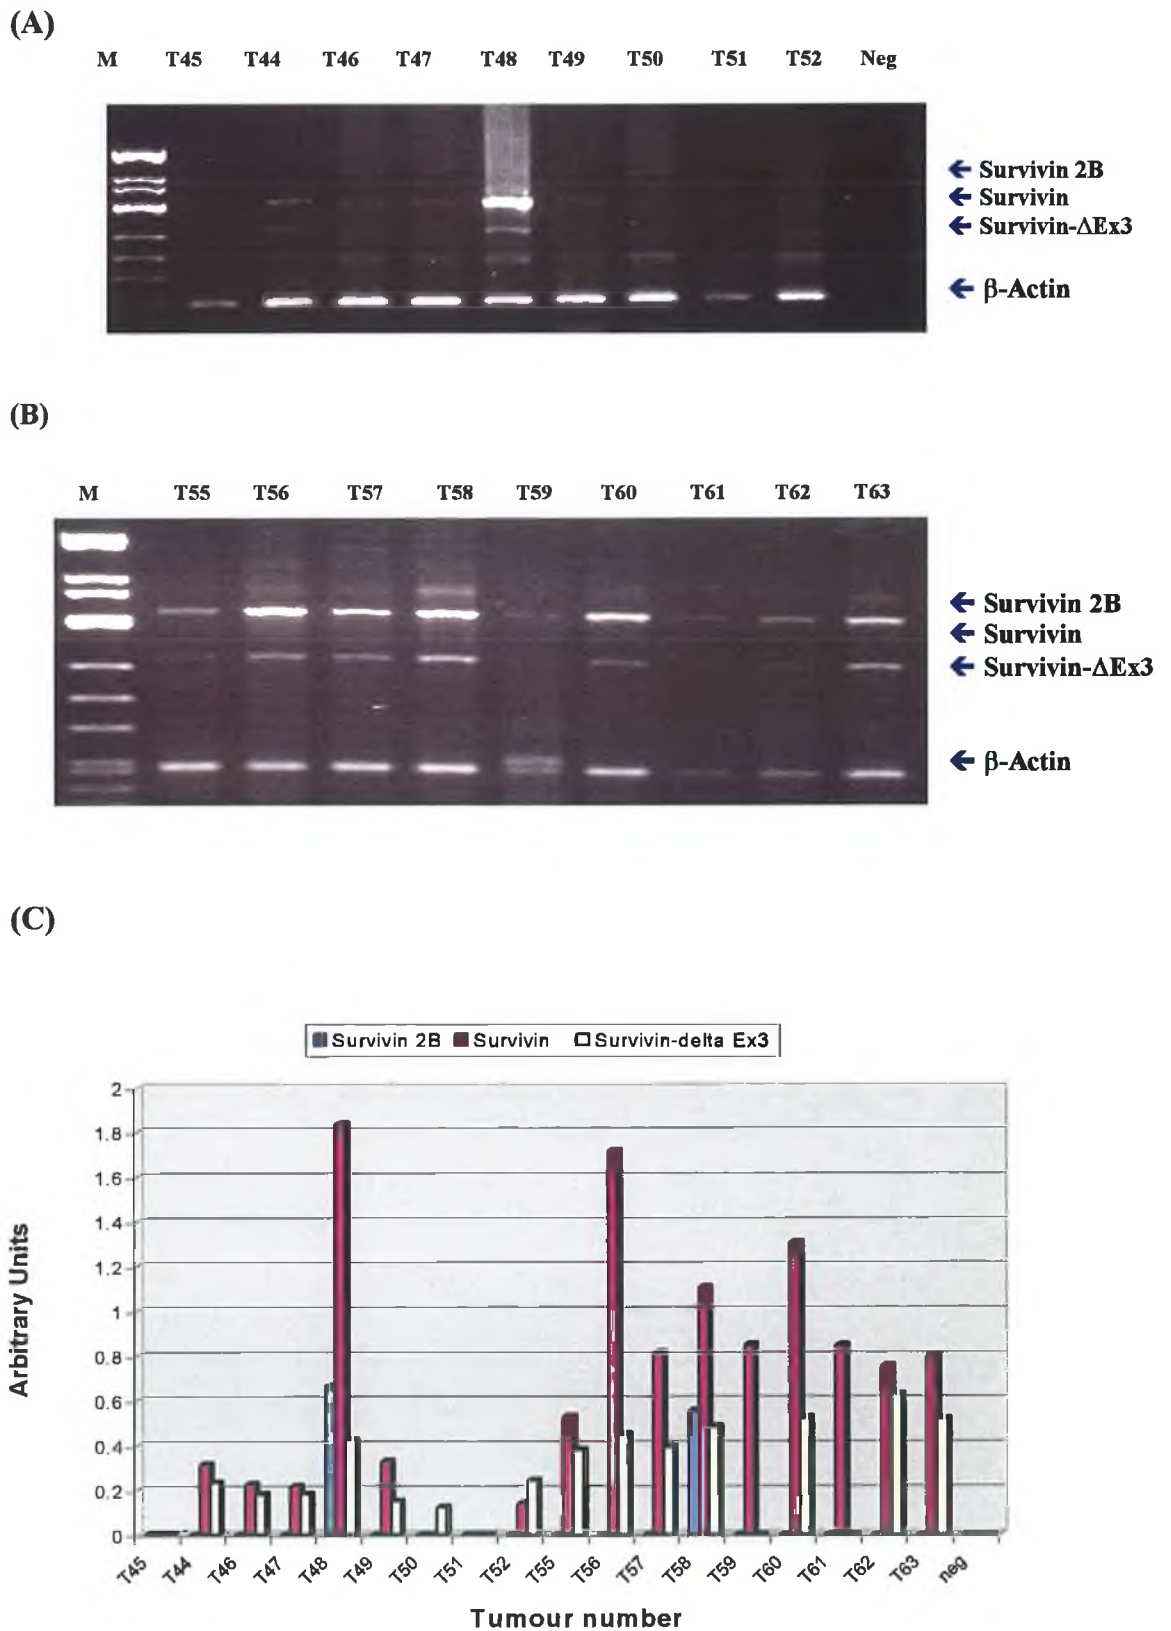 (A)
M T45 T44 T46 T47 T48 T49 T50 T51 T52 Neg
← Survivin 2B
← Survivin
← Survivin-ΔEx3
← β-Actin
(B)
M T55 T56 T57 T58 T59 T60 T61 T62 T63
← Survivin 2B
← Survivin
← Survivin-ΔEx3
← β-Actin
(C)
Survivin 2B Survivin Survivin-delta Ex3
2
1.8
1.6
1.4
1.2
1
0.8
0.6
0.4
0.2
0
Arbitrary Units
T45 T44 T46 T47 T48 T49 T50 T51 T52 T55 T56 T57 T58 T59 T60 T61 T62 T63 neg
Tumour number